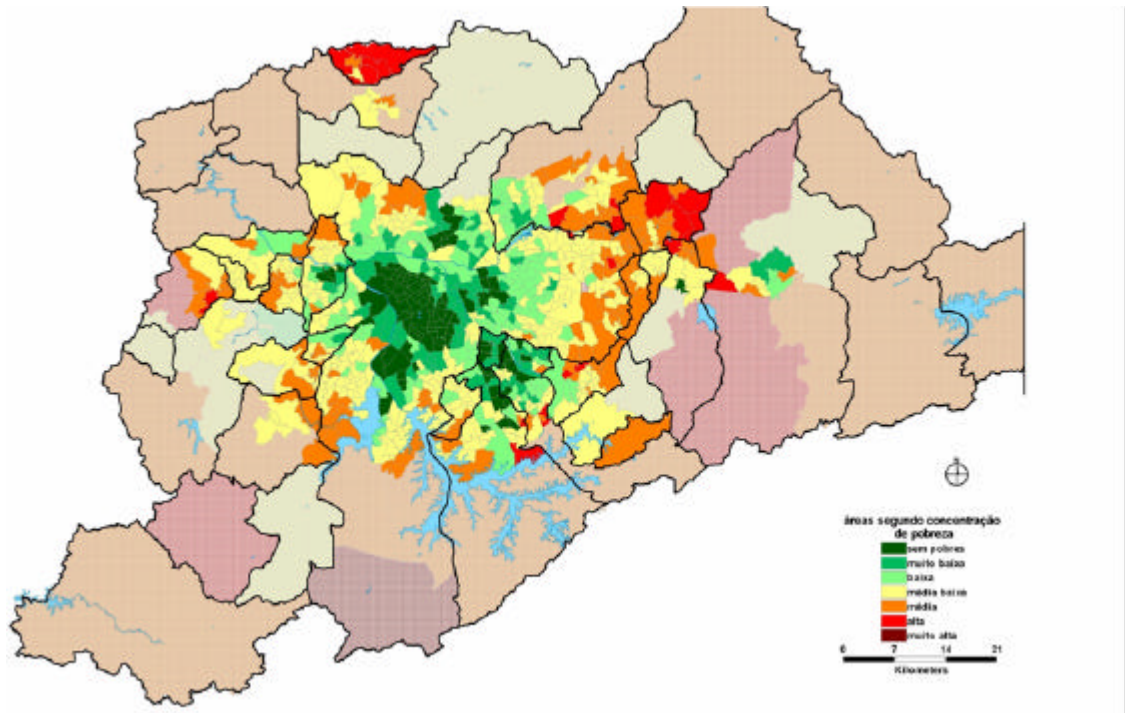 N
áreas segundo concentração
de pobreza
sem pobres
muito baixa
baixa
média baixa
média
alta
muito alta
0 7 14 21
Kilometers